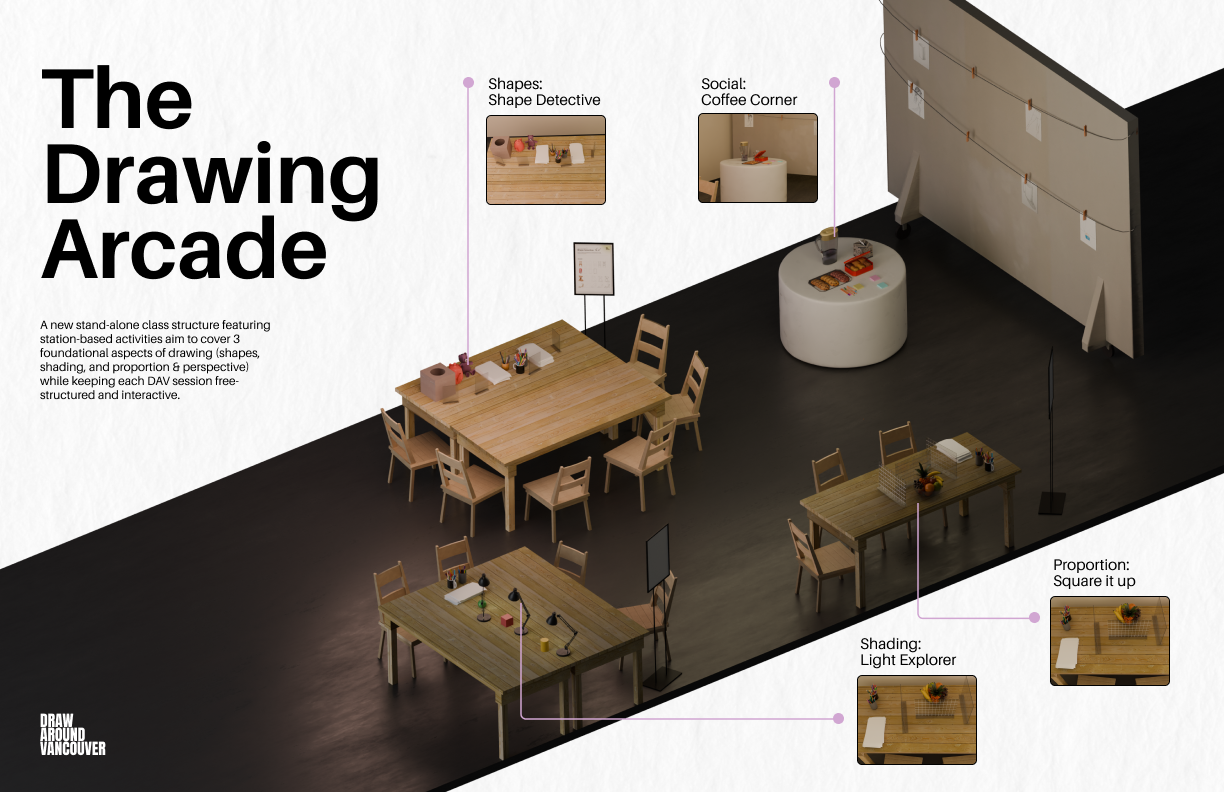 The
Drawing
Arcade
A new stand-alone class structure featuring
station-based activities aim to cover 3
foundational aspects of drawing (shapes,
shading, and proportion & perspective)
while keeping each DAV session free-
structured and interactive.
Shapes:
Shape Detective
Social:
Coffee Corner
Proportion:
Square it up
Shading:
Light Explorer
DRAW
AROUND
VANCOUVER